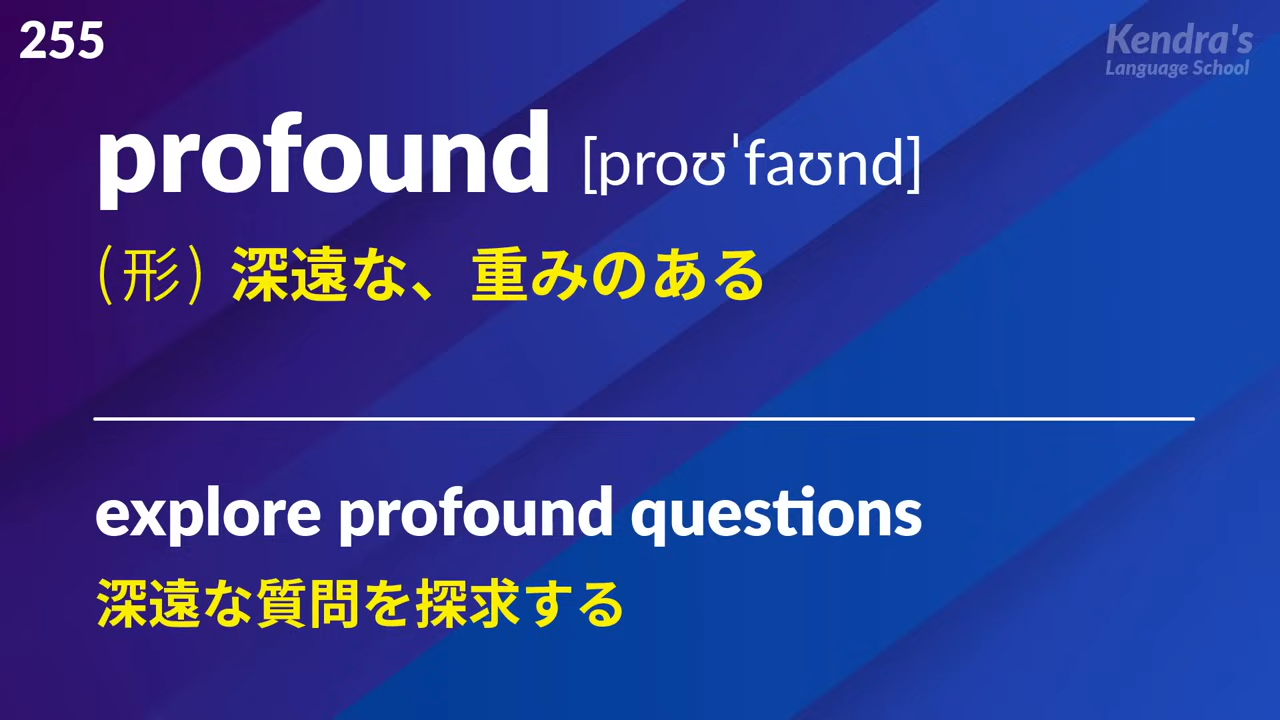 255
Kendra's
Language School
profound [proʊˈfaʊnd]
(形) 深遠な、重みのある
explore profound questions
深遠な質問を探求する